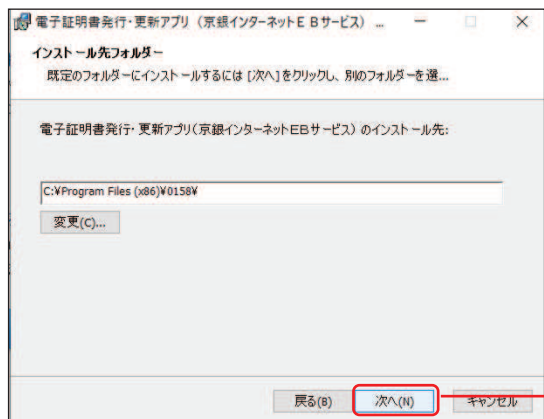 電子証明書発行・更新アプリ（京銀インターネットＥＢサービス） ...
インストール先フォルダー
既定のフォルダーにインストールするには [次へ]をクリックし、別のフォルダーを選...
電子証明書発行・更新アプリ(京銀インターネットＥＢサービス) のインストール先:
C:¥Program Files (x86)¥0158¥
変更(C)...
戻る(B) 次へ(N) キャンセル